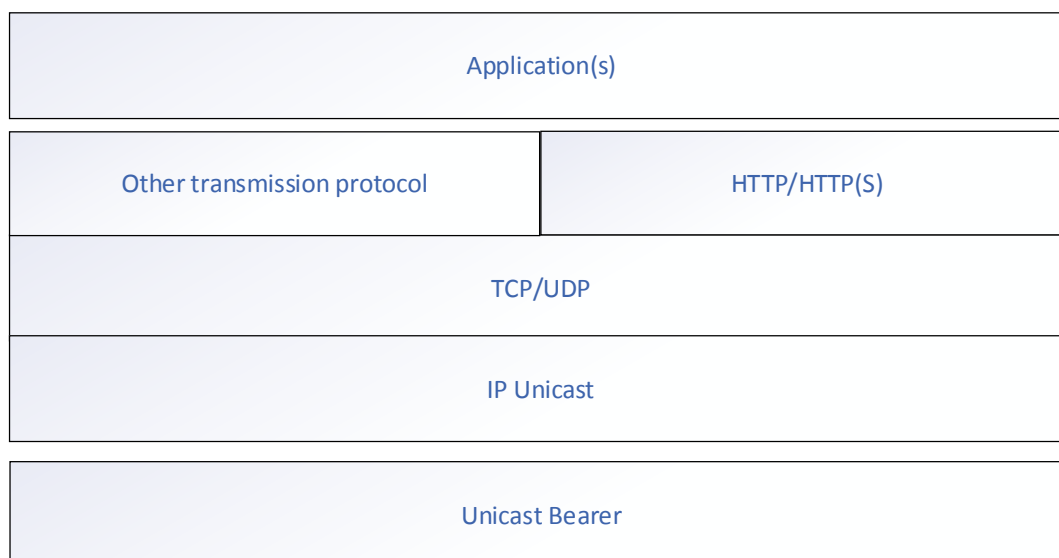 Application(s)
Other transmission protocol
HTTP/HTTP(S)
TCP/UDP
IP Unicast
Unicast Bearer